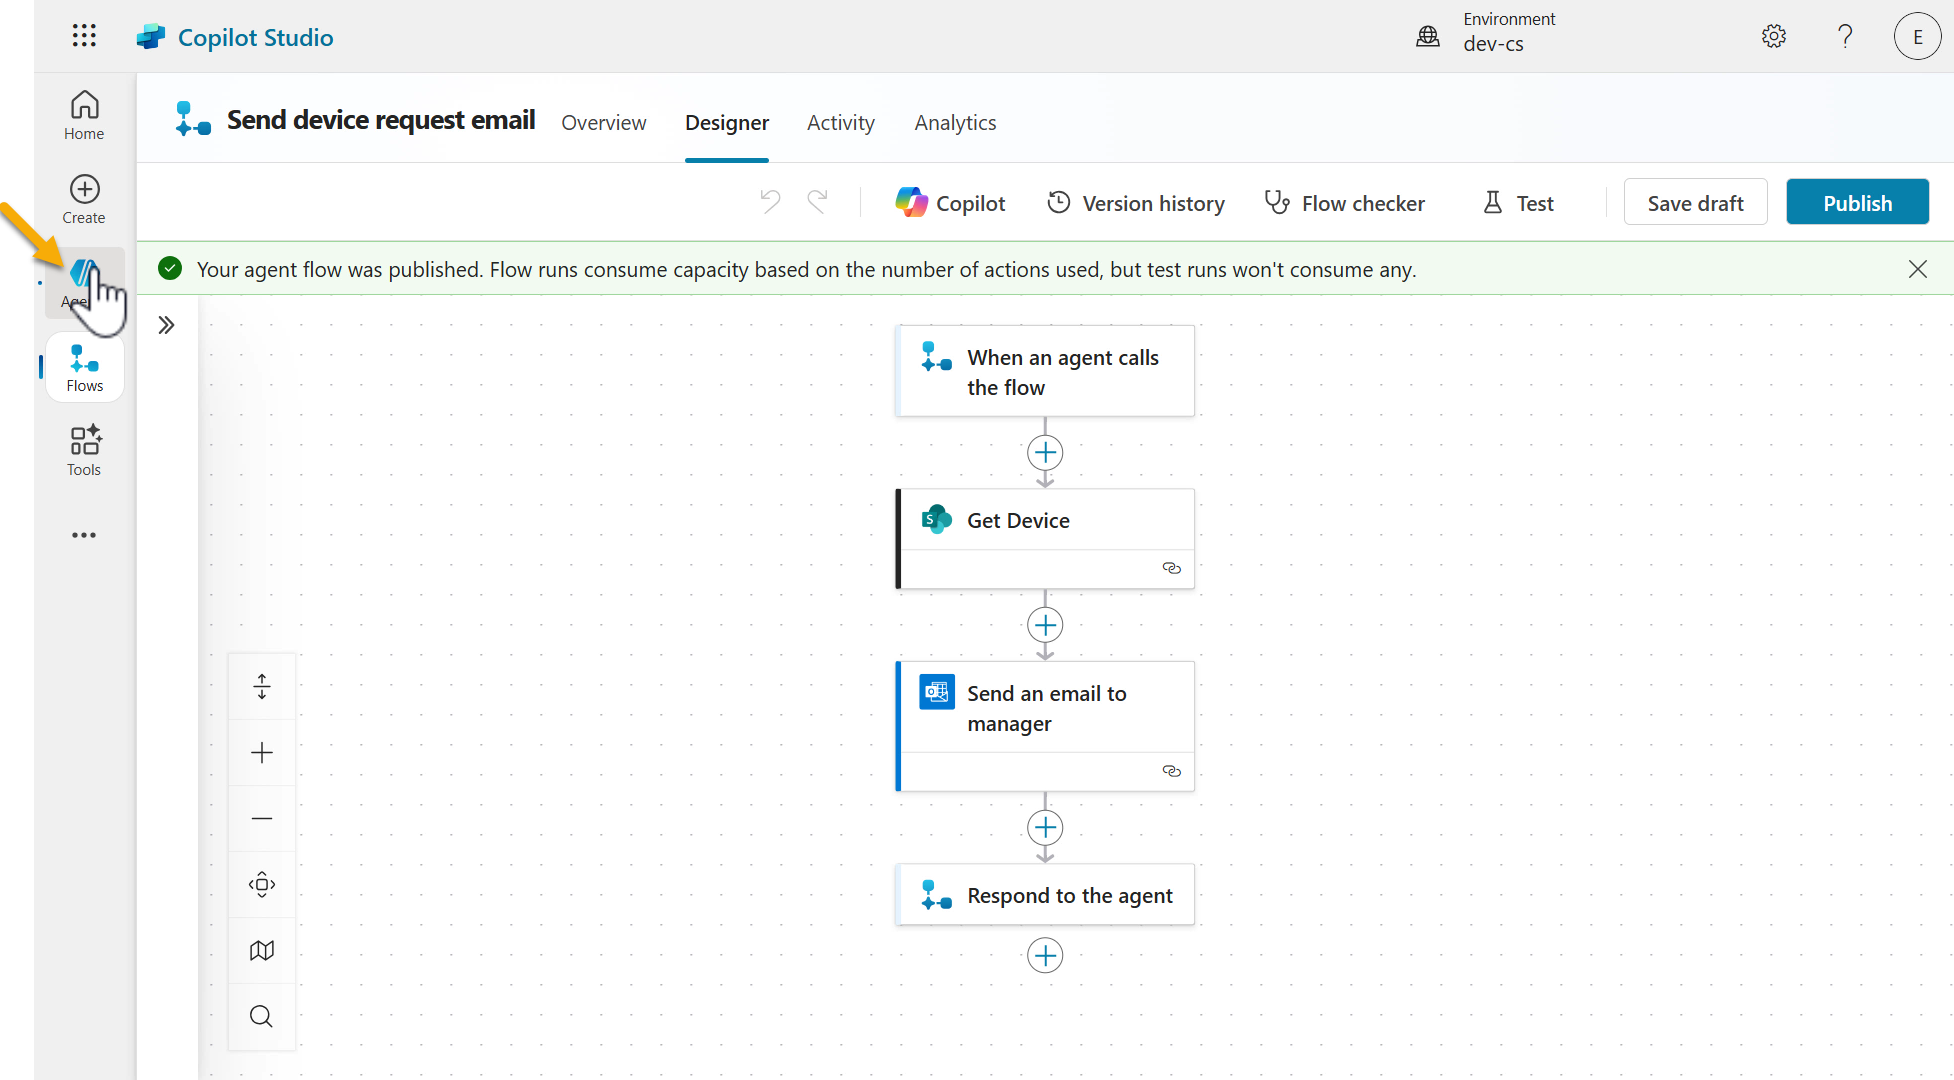 Copilot Studio
Environment
dev-cs
E
Home
Create
Flows
Tools
Send device request email
Overview
Designer
Activity
Analytics
Copilot
Version history
Flow checker
Test
Save draft
Publish
Your agent flow was published. Flow runs consume capacity based on the number of actions used, but test runs won't consume any.
When an agent calls
the flow
Get Device
Send an email to
manager
Respond to the agent